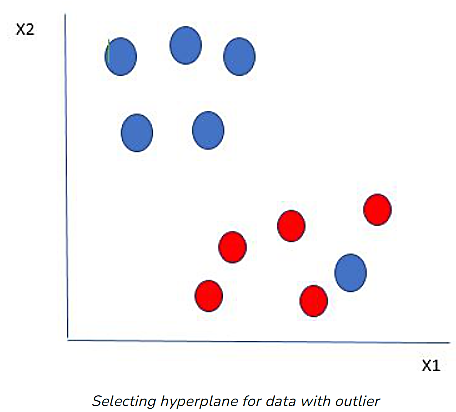 X2
X1
Selecting hyperplane for data with outlier